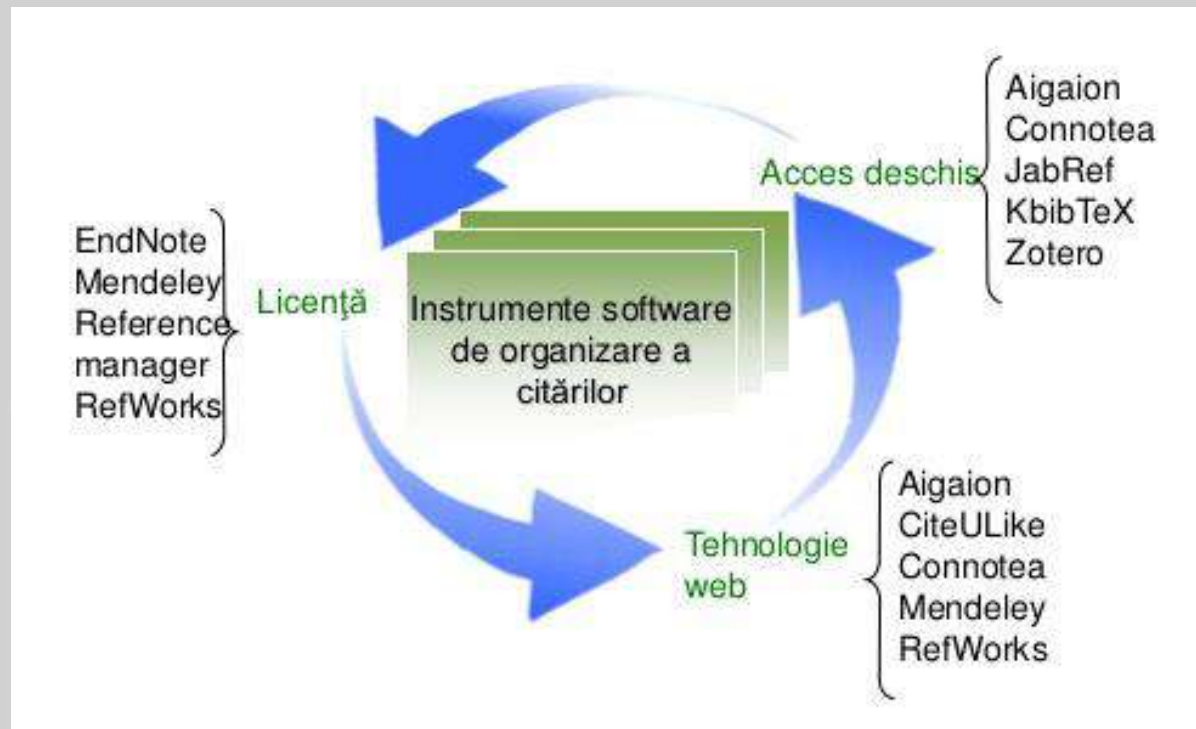 Aigaion
Connotea
JabRef
KbibTeX
Zotero
Acces deschis
EndNote
Mendeley
Reference
manager
RefWorks
Licenţă
Instrumente software
de organizare a
citărilor
Tehnologie
web
Aigaion
CiteULike
Connotea
Mendeley
RefWorks